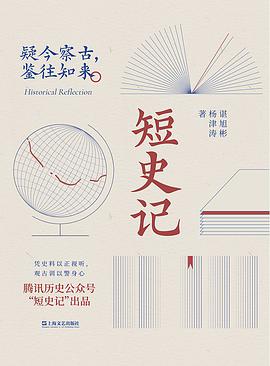 疑今察古，
鉴往知来。
Historical Reflection
短史记
谌旭彬
杨津涛
著
凭史料以正视听，
观古训以警身心
腾讯历史公众号
“短史记”出品
上海文艺出版社